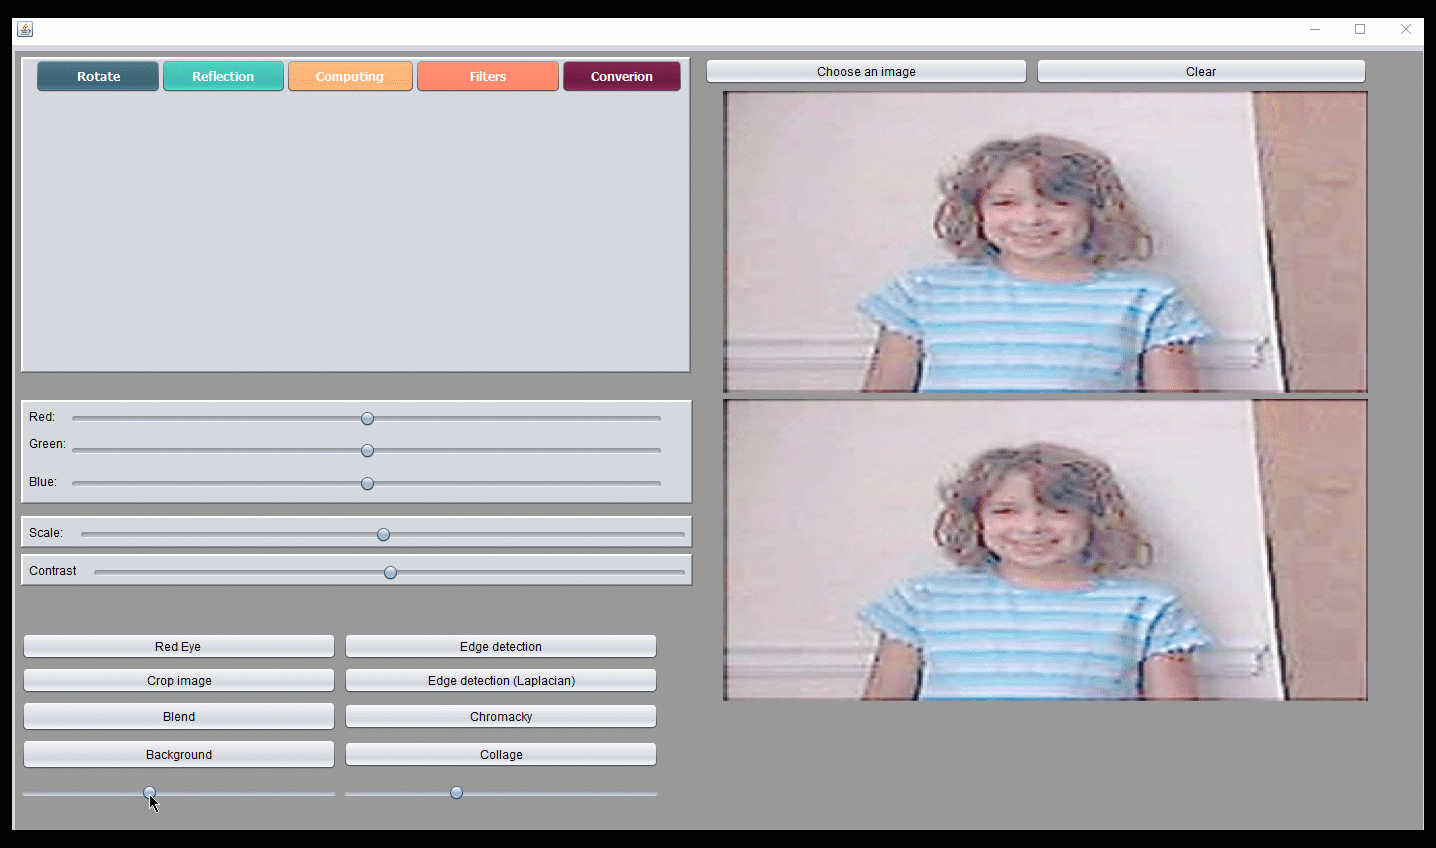 Rotate
Reflection
Computing
Filters
Converion
Choose an image
Clear
Red:
Green:
Blue:
Scale:
Contrast
Red Eye
Edge detection
Crop image
Edge detection (Laplacian)
Blend
Chromacky
Background
Collage